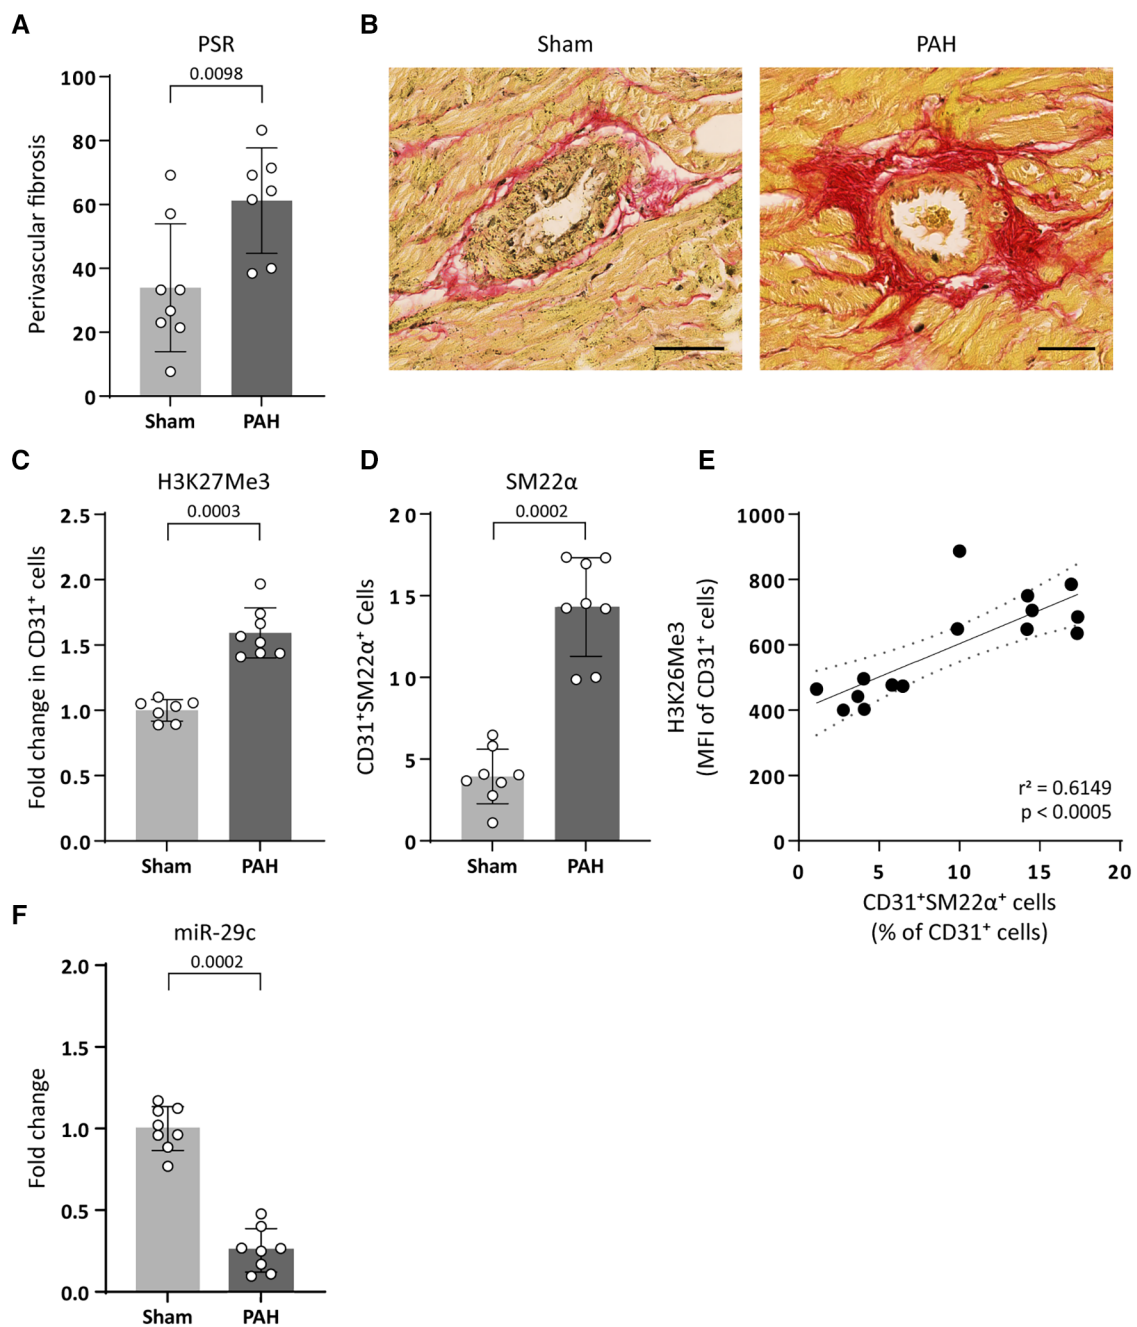 A
PSR
0.0098
Perivascular fibrosis
100
80
60
40
20
0
Sham
PAH
B
Sham
PAH
C
H3K27Me3
0.0003
Fold change in CD31⁺ cells
2.5
2.0
1.5
1.0
0.5
0.0
Sham
PAH
D
SM22α
0.0002
CD31⁺SM22α⁺ Cells
20
15
10
5
0
Sham
PAH
E
H3K26Me3
(MFI of CD31⁺ cells)
1000
800
600
400
200
0
r² = 0.6149
p < 0.0005
0
5
10
15
20
CD31⁺SM22α⁺ cells
(% of CD31⁺ cells)
F
miR-29c
0.0002
Fold change
2.0
1.5
1.0
0.5
0.0
Sham
PAH